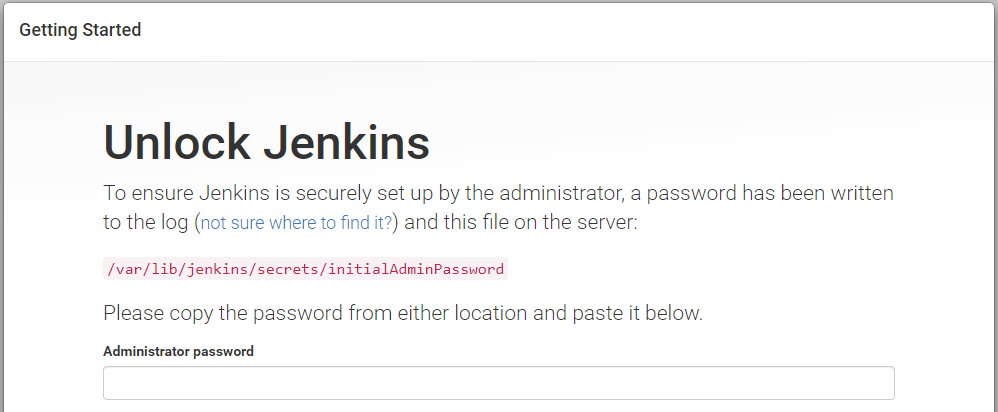 Getting Started
Unlock Jenkins
To ensure Jenkins is securely set up by the administrator, a password has been written
to the log (not sure where to find it?) and this file on the server:
/var/lib/jenkins/secrets/initialAdminPassword
Please copy the password from either location and paste it below.
Administrator password